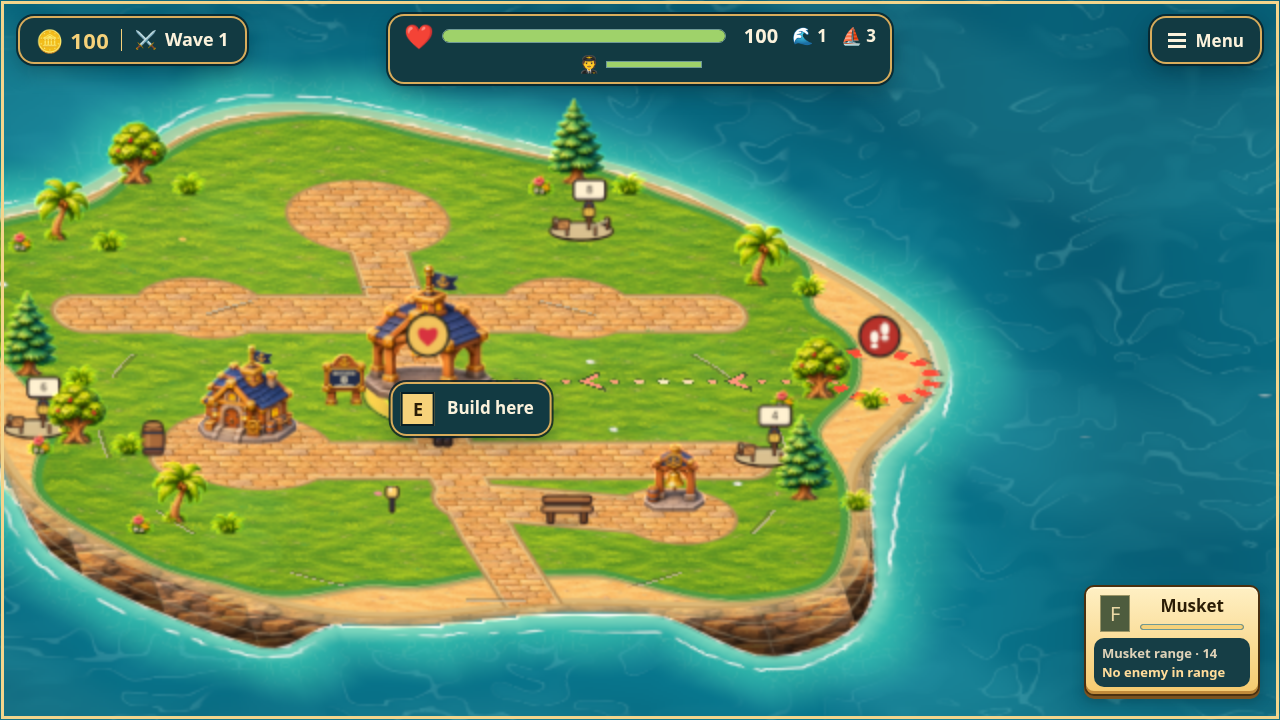 100 Wave 1
100 1 3
Menu
8
6
4
E Build here
F Musket
Musket range · 14
No enemy in range